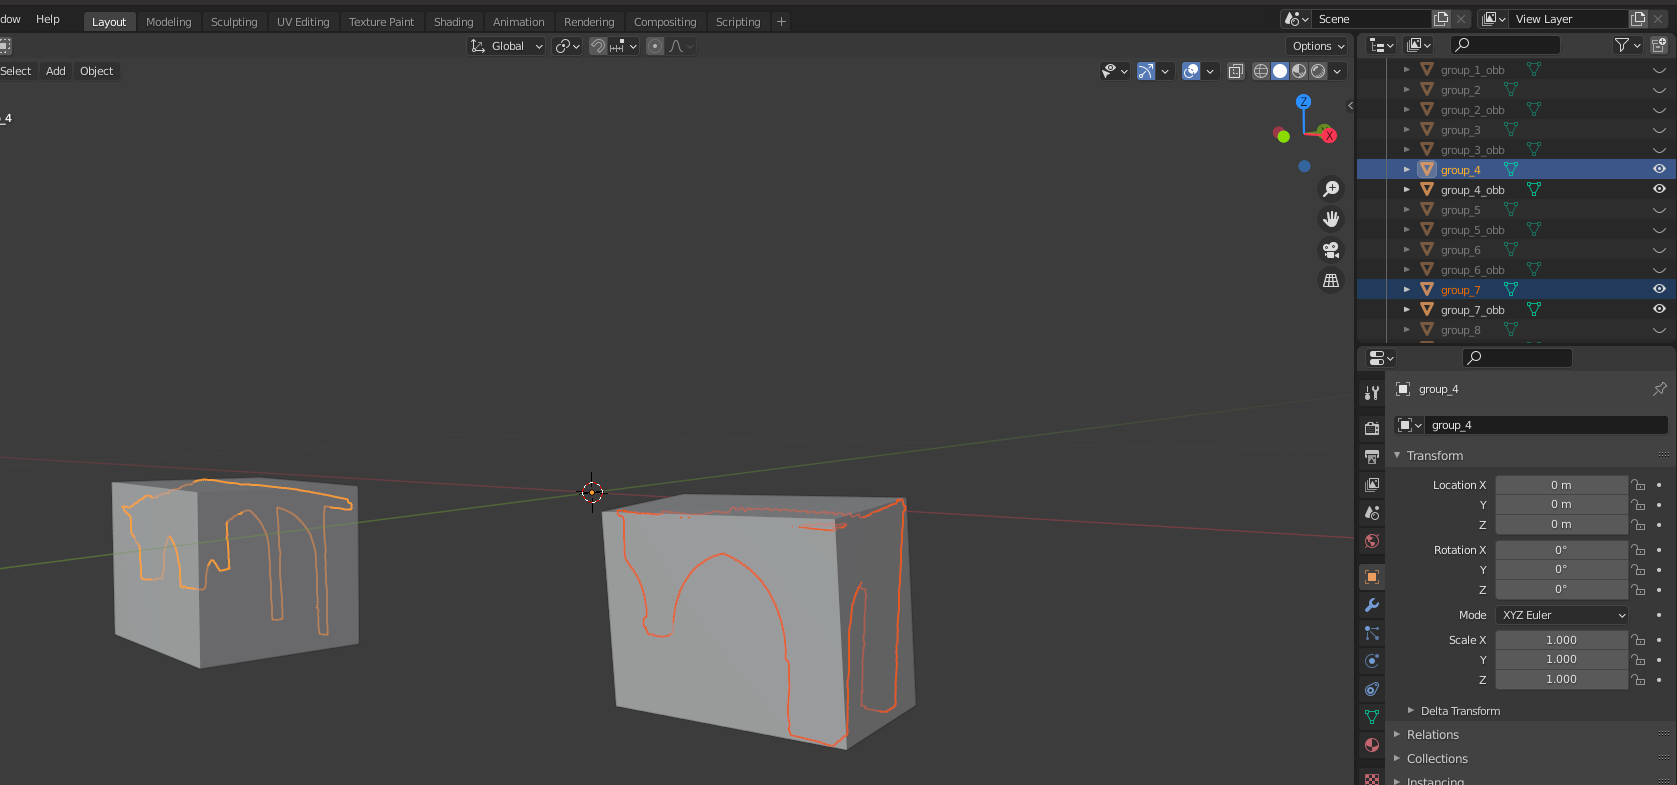 dow Help Layout Modeling Sculpting UV Editing Texture Paint Shading Animation Rendering Compositing Scripting + Scene View Layer
Global Options
Select Add Object
_4
Z
X
group_1_obb
group_2
group_2_obb
group_3
group_3_obb
group_4
group_4_obb
group_5
group_5_obb
group_6
group_6_obb
group_7
group_7_obb
group_8
group_4
group_4
Transform
Location X 0 m
Y 0 m
Z 0 m
Rotation X 0°
Y 0°
Z 0°
Mode XYZ Euler
Scale X 1.000
Y 1.000
Z 1.000
Delta Transform
Relations
Collections
Instancing